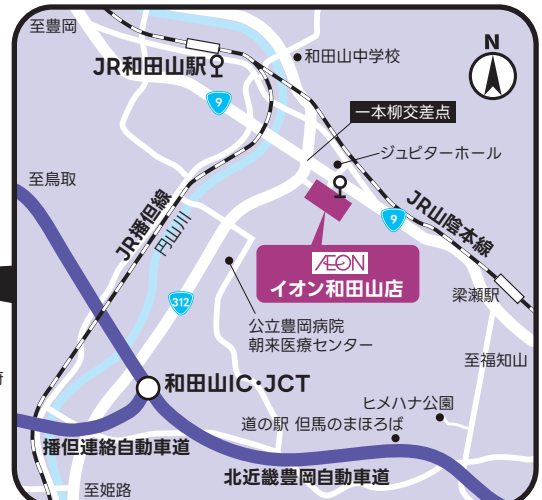 至豊岡
JR和田山駅
和田山中学校
N
9
一本柳交差点
ジュピターホール
至鳥取
JR播但線
円山川
JR山陰本線
9
AEON
イオン和田山店
梁瀬駅
312
公立豊岡病院
朝来医療センター
至福知山
和田山IC・JCT
ヒメハナ公園
道の駅 但馬のまほろば
播但連絡自動車道
北近畿豊岡自動車道
至姫路